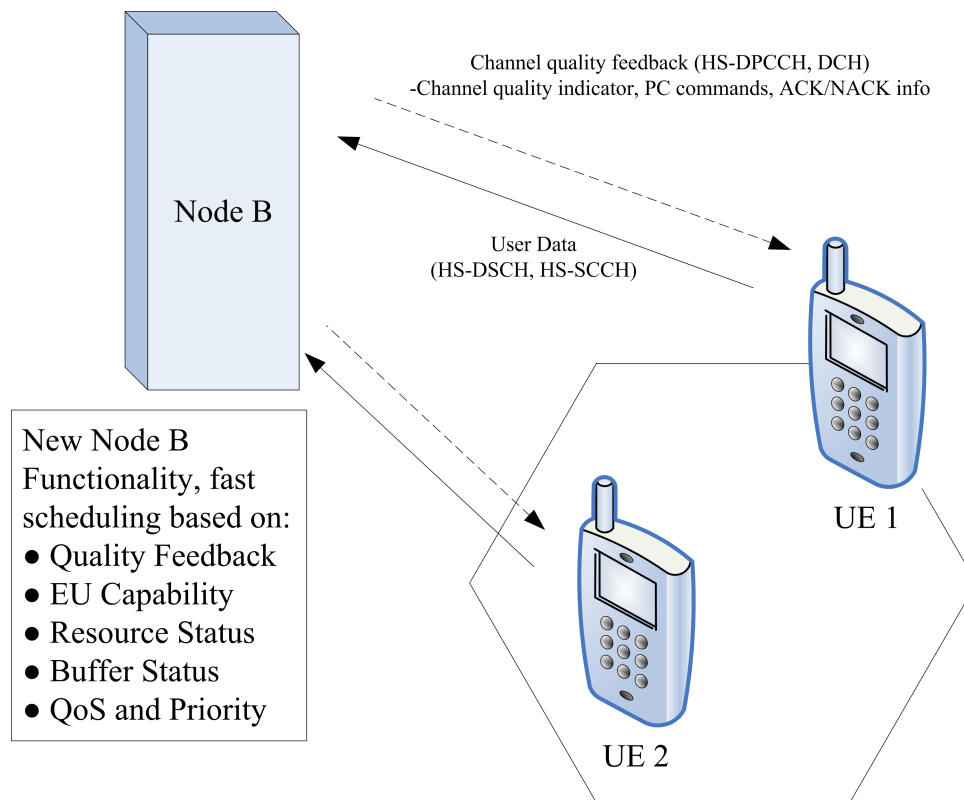 Channel quality feedback (HS-DPCCH, DCH)
-Channel quality indicator, PC commands, ACK/NACK info
Node B
User Data
(HS-DSCH, HS-SCCH)
New Node B
Functionality, fast
scheduling based on:
● Quality Feedback
● EU Capability
● Resource Status
● Buffer Status
● QoS and Priority
UE 1
UE 2